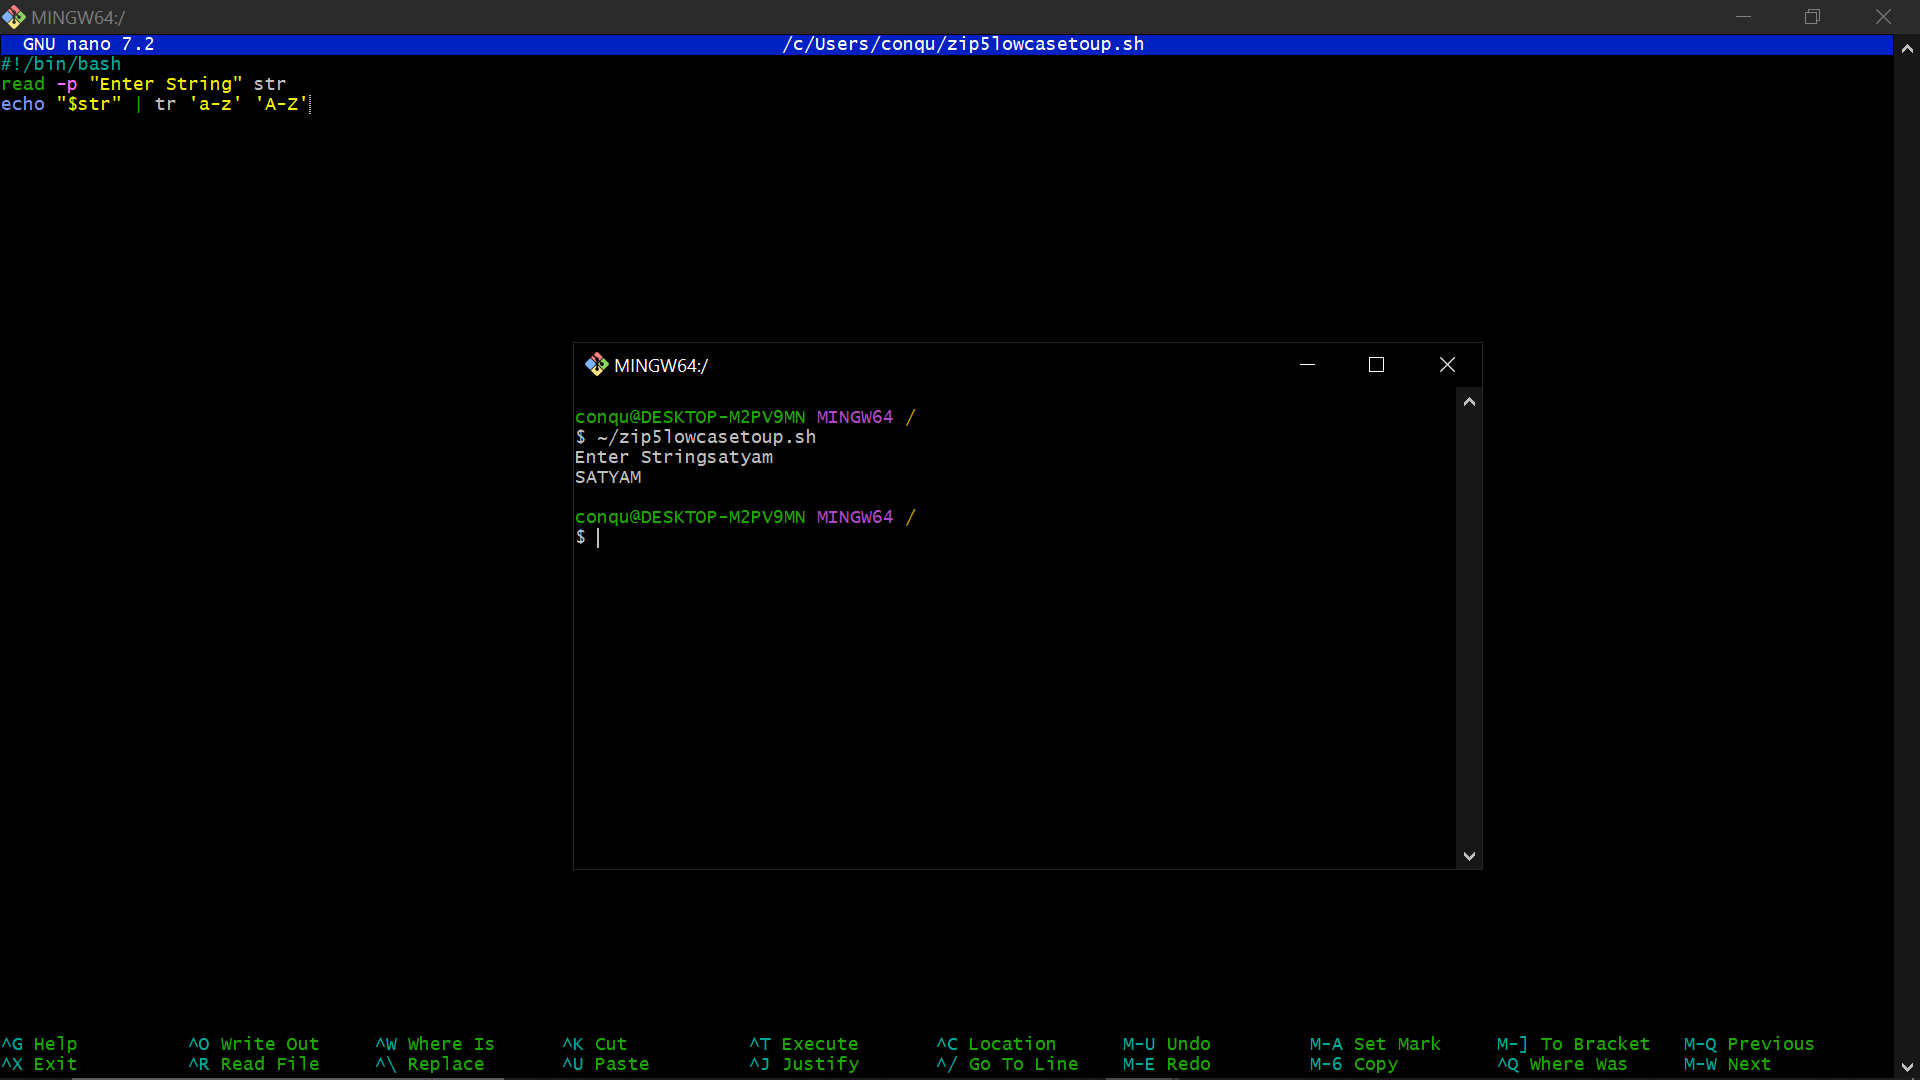 MINGW64:/
GNU nano 7.2 /c/Users/conqu/zip5lowcasetoup.sh
#!/bin/bash
read -p "Enter String" str
echo "$str" | tr 'a-z' 'A-Z'
MINGW64:/
conqu@DESKTOP-M2PV9MN MINGW64 /
$ ~/zip5lowcasetoup.sh
Enter Stringsatyam
SATYAM
conqu@DESKTOP-M2PV9MN MINGW64 /
$
^G Help ^O Write Out ^W Where Is ^K Cut ^T Execute ^C Location M-U Undo M-A Set Mark M-] To Bracket M-Q Previous
^X Exit ^R Read File ^\ Replace ^U Paste ^J Justify ^/ Go To Line M-E Redo M-6 Copy ^Q Where Was M-W Next